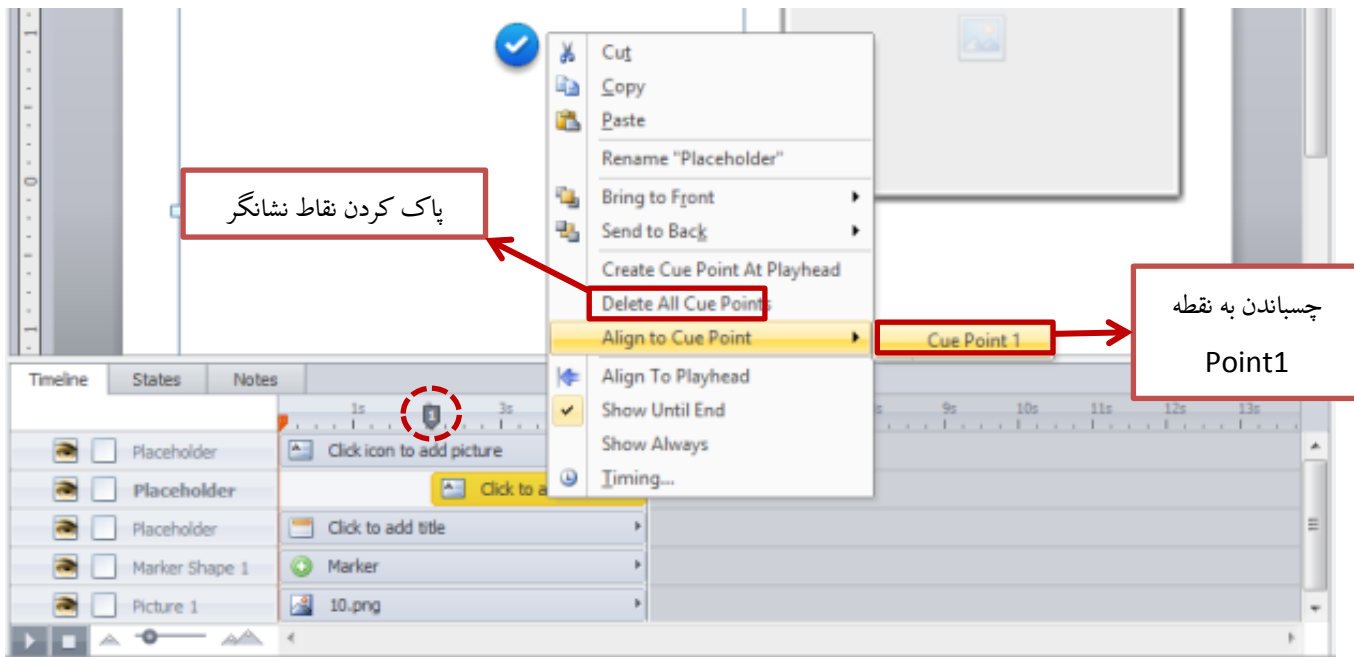 Cut
Copy
Paste
Rename "Placeholder"
Bring to Front
پاک کردن نقاط نشانگر
Send to Back
Create Cue Point At Playhead
Delete All Cue Points
Align to Cue Point
Cue Point 1
چسباندن به نقطه
Point1
Align To Playhead
Show Until End
Show Always
Timing...
Timeline States Notes
1s 1 3s 9s 10s 11s 12s 13s
Placeholder Click icon to add picture
Placeholder Click to a
Placeholder Click to add title
Marker Shape 1 Marker
Picture 1 10.png
0